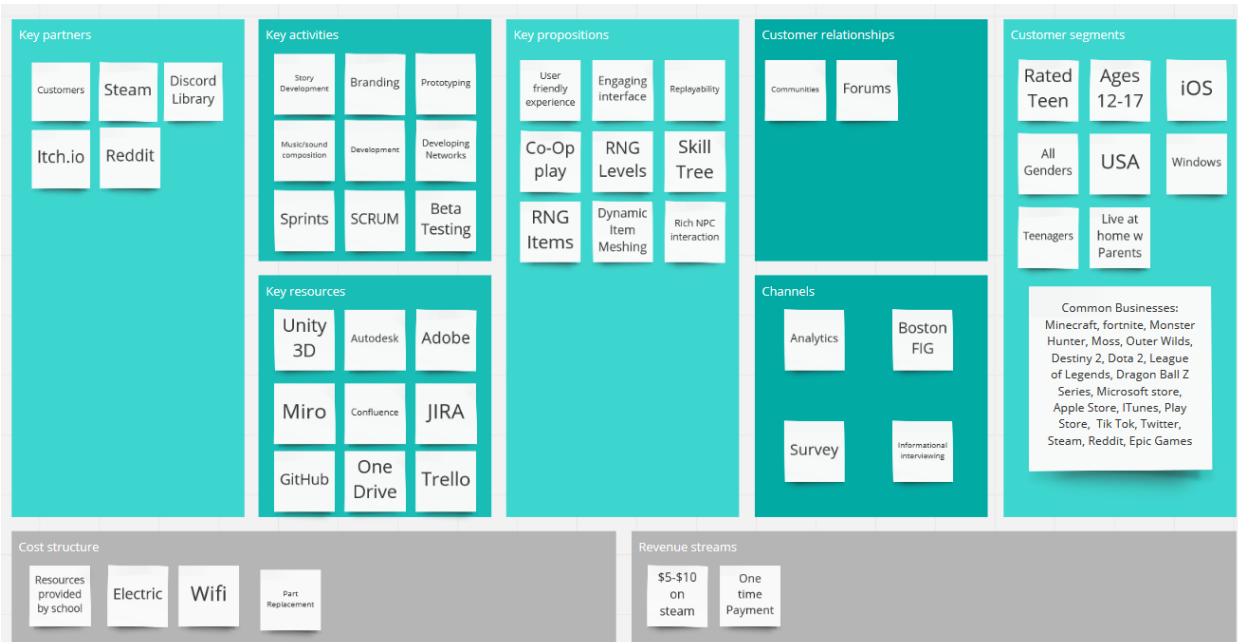 Key partners
Customers
Steam
Discord
Library
Itch.io
Reddit
Key activities
Story
Development
Branding
Prototyping
Music/sound
composition
Development
Developing
Networks
Sprints
SCRUM
Beta
Testing
Key resources
Unity
3D
Autodesk
Adobe
Miro
Confluence
JIRA
GitHub
One
Drive
Trello
Key propositions
User
friendly
experience
Engaging
interface
Replayability
Co-Op
play
RNG
Levels
Skill
Tree
RNG
Items
Dynamic
Item
Meshing
Rich NPC
interaction
Customer relationships
Communities
Forums
Channels
Analytics
Boston
FIG
Survey
Informational
interviewing
Customer segments
Rated
Teen
Ages
12-17
iOS
All
Genders
USA
Windows
Teenagers
Live at
home w
Parents
Common Businesses:
Minecraft, fortnite, Monster
Hunter, Moss, Outer Wilds,
Destiny 2, Dota 2, League
of Legends, Dragon Ball Z
Series, Microsoft store,
Apple Store, ITunes, Play
Store, Tik Tok, Twitter,
Steam, Reddit, Epic Games
Cost structure
Resources
provided
by school
Electric
Wifi
Part
Replacement
Revenue streams
$5-$10
on
steam
One
time
Payment